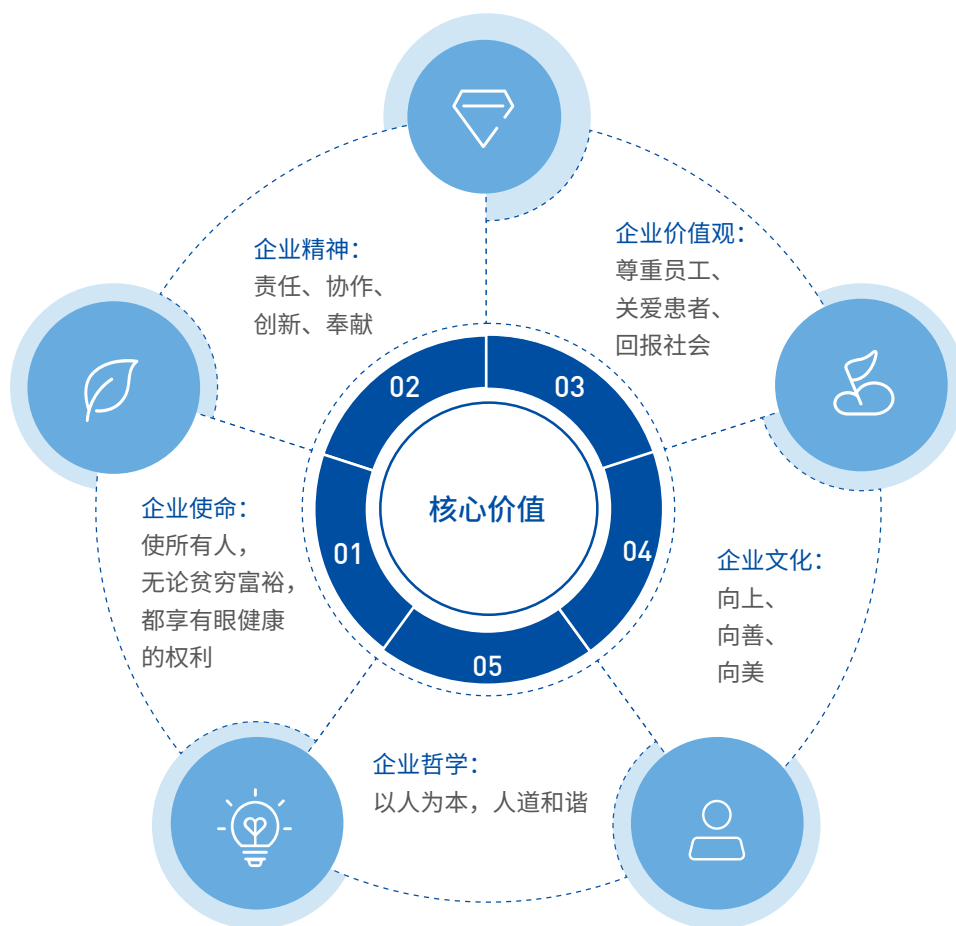 企业精神：
责任、协作、
创新、奉献
企业价值观：
尊重员工、
关爱患者、
回报社会
02
03
核心价值
企业使命：
使所有人，
无论贫穷富裕，
都享有眼健康
的权利
01
04
企业文化：
向上、
向善、
向美
05
企业哲学：
以人为本，人道和谐